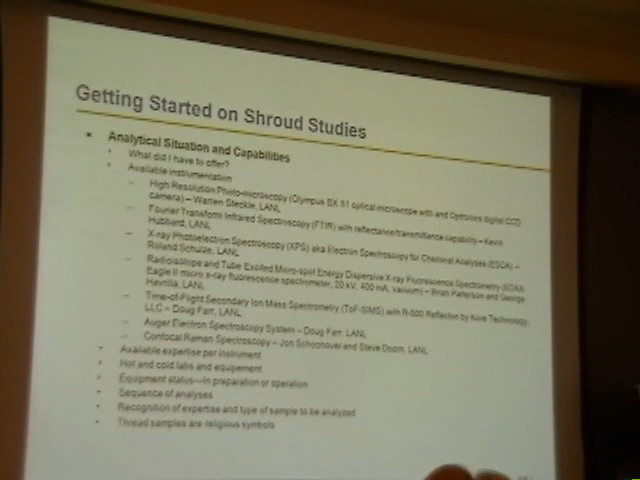 Getting Started on Shroud Studies
Analytical Situation and Capabilities
What did I have to offer?
Available instrumentation
High Resolution Photo-microscopy (Olympus BX 51 optical microscope with and Optronics digital CCD
camera) – Warren Steckle, LANL
Fourier Transform Infrared Spectroscopy (FTIR) with reflectance/transmittance capability – Kevin
Hubbard, LANL
X-ray Photoelectron Spectroscopy (XPS) aka Electron Spectroscopy for Chemical Analyses (ESCA) –
Roland Schulze, LANL
Radioisotope and Tube Excited Micro-spot Energy Dispersive X-ray Fluorescence Spectrometry (EDAX
Eagle II micro x-ray fluorescence spectrometer, 20 kV, 400 mA, vacuum) – Brian Patterson and George
Havrilla, LANL
Time-of-Flight Secondary Ion Mass Spectrometry (ToF-SIMS) with R-500 Reflectron by Kore Technology,
LLC – Doug Farr, LANL
Auger Electron Spectroscopy System – Doug Farr, LANL
Confocal Raman Spectroscopy – Jon Schoonover and Steve Doorn, LANL
Available expertise per instrument
Hot and cold labs and equipment
Equipment status—in preparation or operation
Sequence of analyses
Recognition of expertise and type of sample to be analyzed
Thread samples are religious symbols